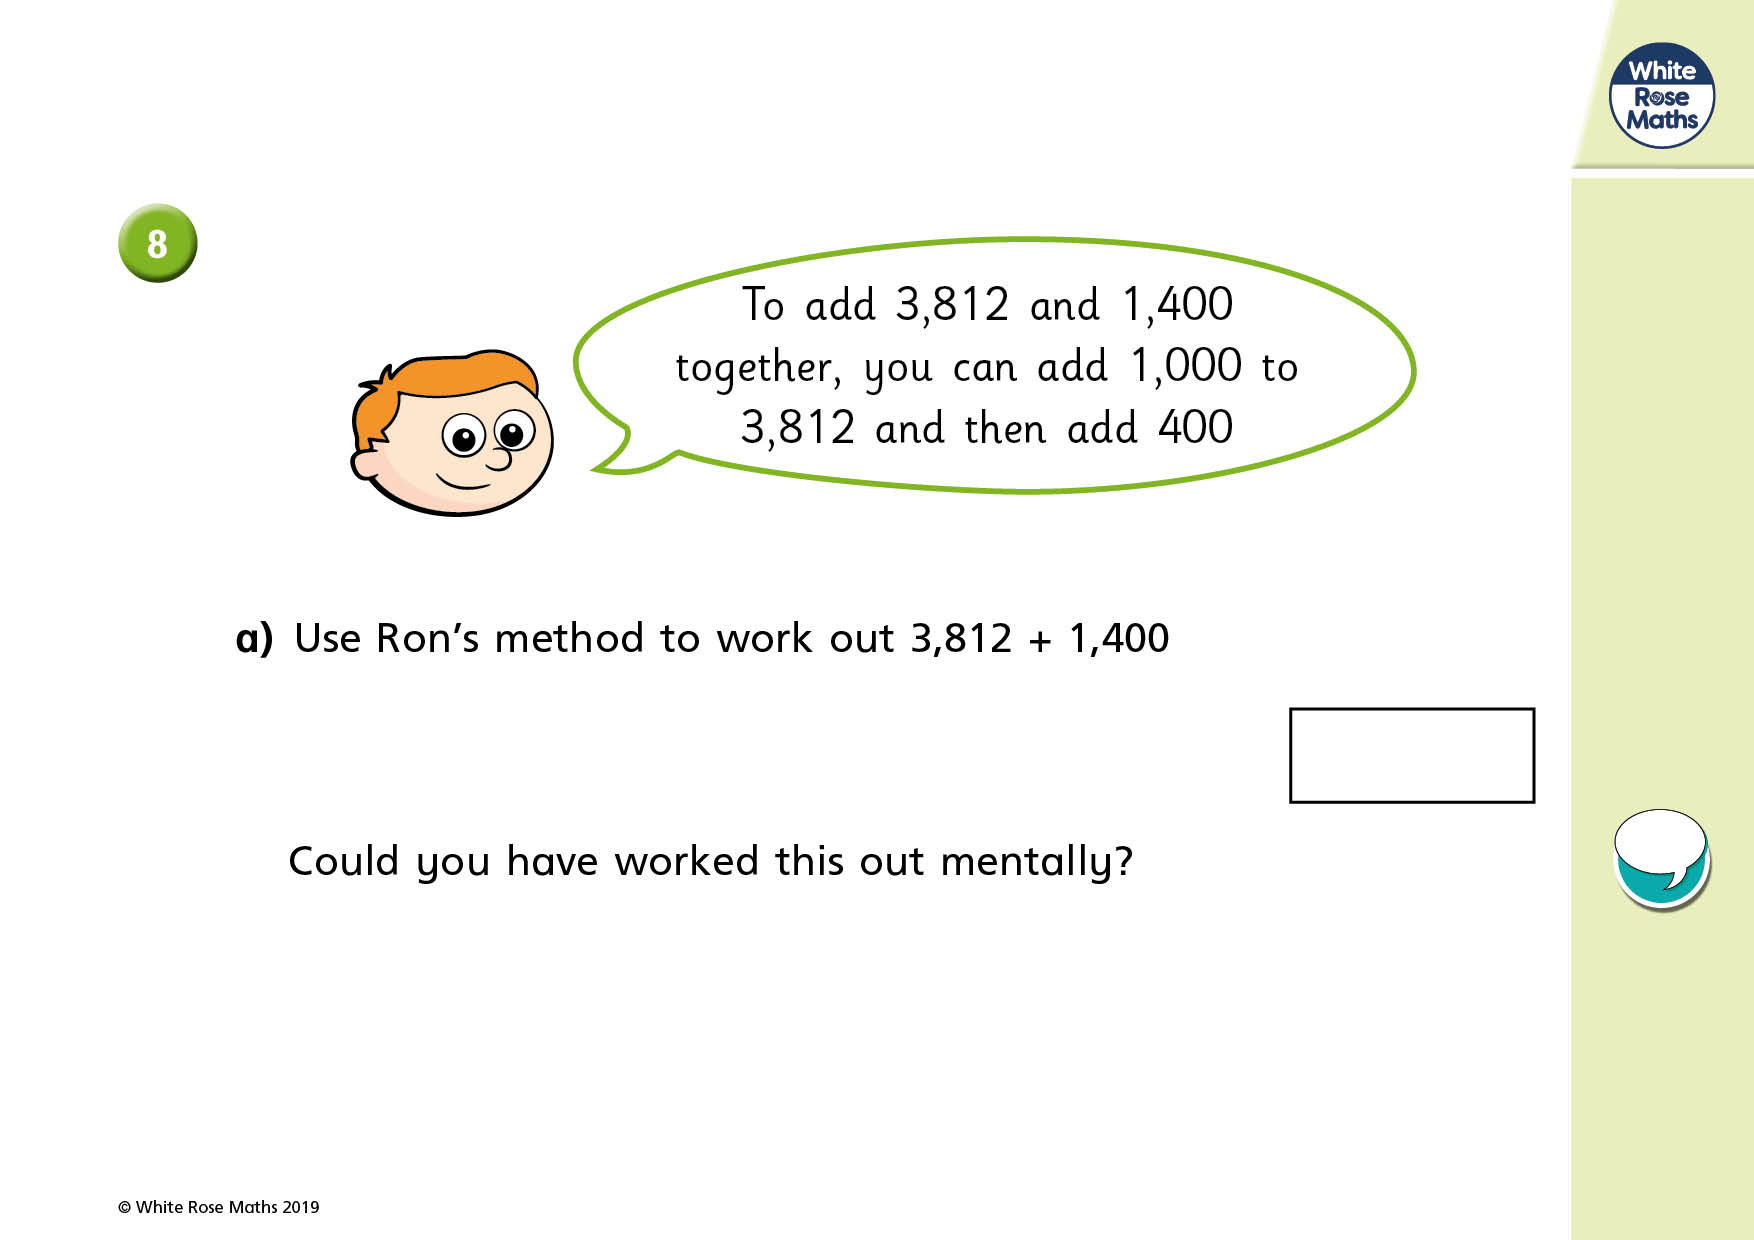 White
Rose
Maths
8
To add 3,812 and 1,400
together, you can add 1,000 to
3,812 and then add 400
a) Use Ron's method to work out 3,812 + 1,400
Could you have worked this out mentally?
© White Rose Maths 2019